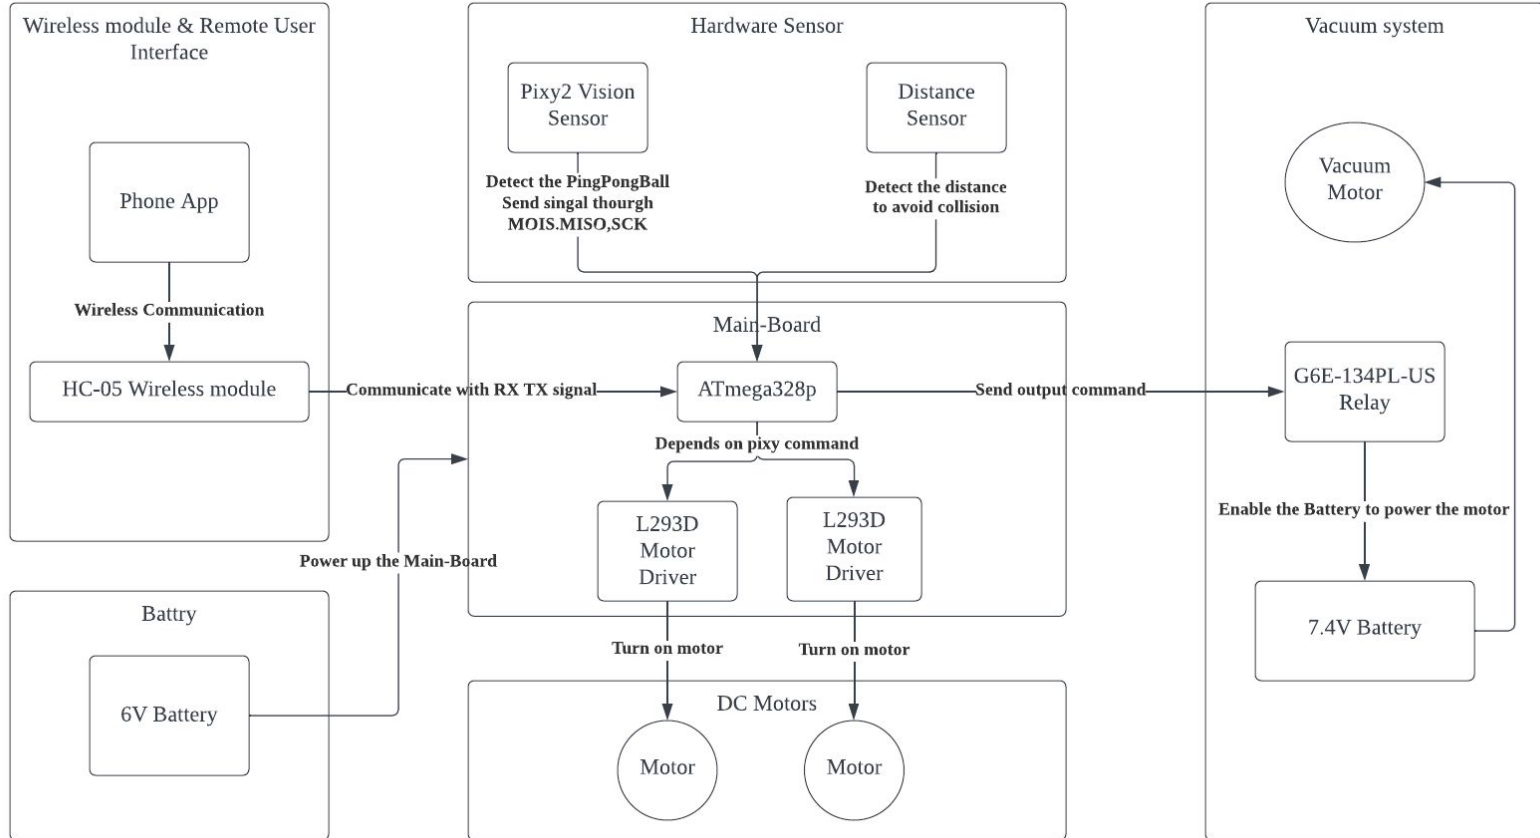 Wireless module & Remote User
Interface
Phone App
Wireless Communication
HC-05 Wireless module
Communicate with RX TX signal
Battry
6V Battery
Power up the Main-Board
Hardware Sensor
Pixy2 Vision
Sensor
Distance
Sensor
Detect the PingPongBall
Send singal thourgh
MOIS.MISO,SCK
Detect the distance
to avoid collision
Main-Board
ATmega328p
Depends on pixy command
L293D
Motor
Driver
L293D
Motor
Driver
Turn on motor
Turn on motor
DC Motors
Motor
Motor
Send output command
Vacuum system
Vacuum
Motor
G6E-134PL-US
Relay
Enable the Battery to power the motor
7.4V Battery